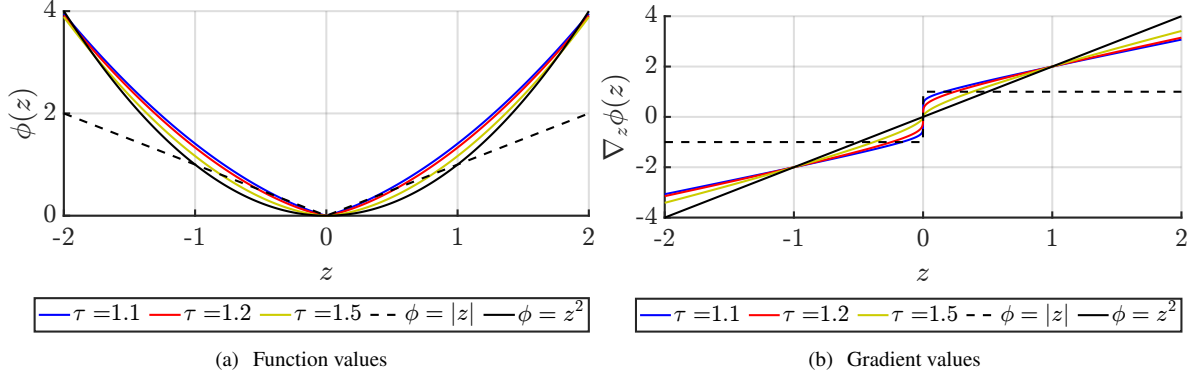 4
2
0
ϕ(z)
-2 -1 0 1 2
z
τ =1.1 τ =1.2 τ =1.5 ϕ = |z| ϕ = z²
(a) Function values
4
2
0
-2
-4
∇_z ϕ(z)
-2 -1 0 1 2
z
τ =1.1 τ =1.2 τ =1.5 ϕ = |z| ϕ = z²
(b) Gradient values